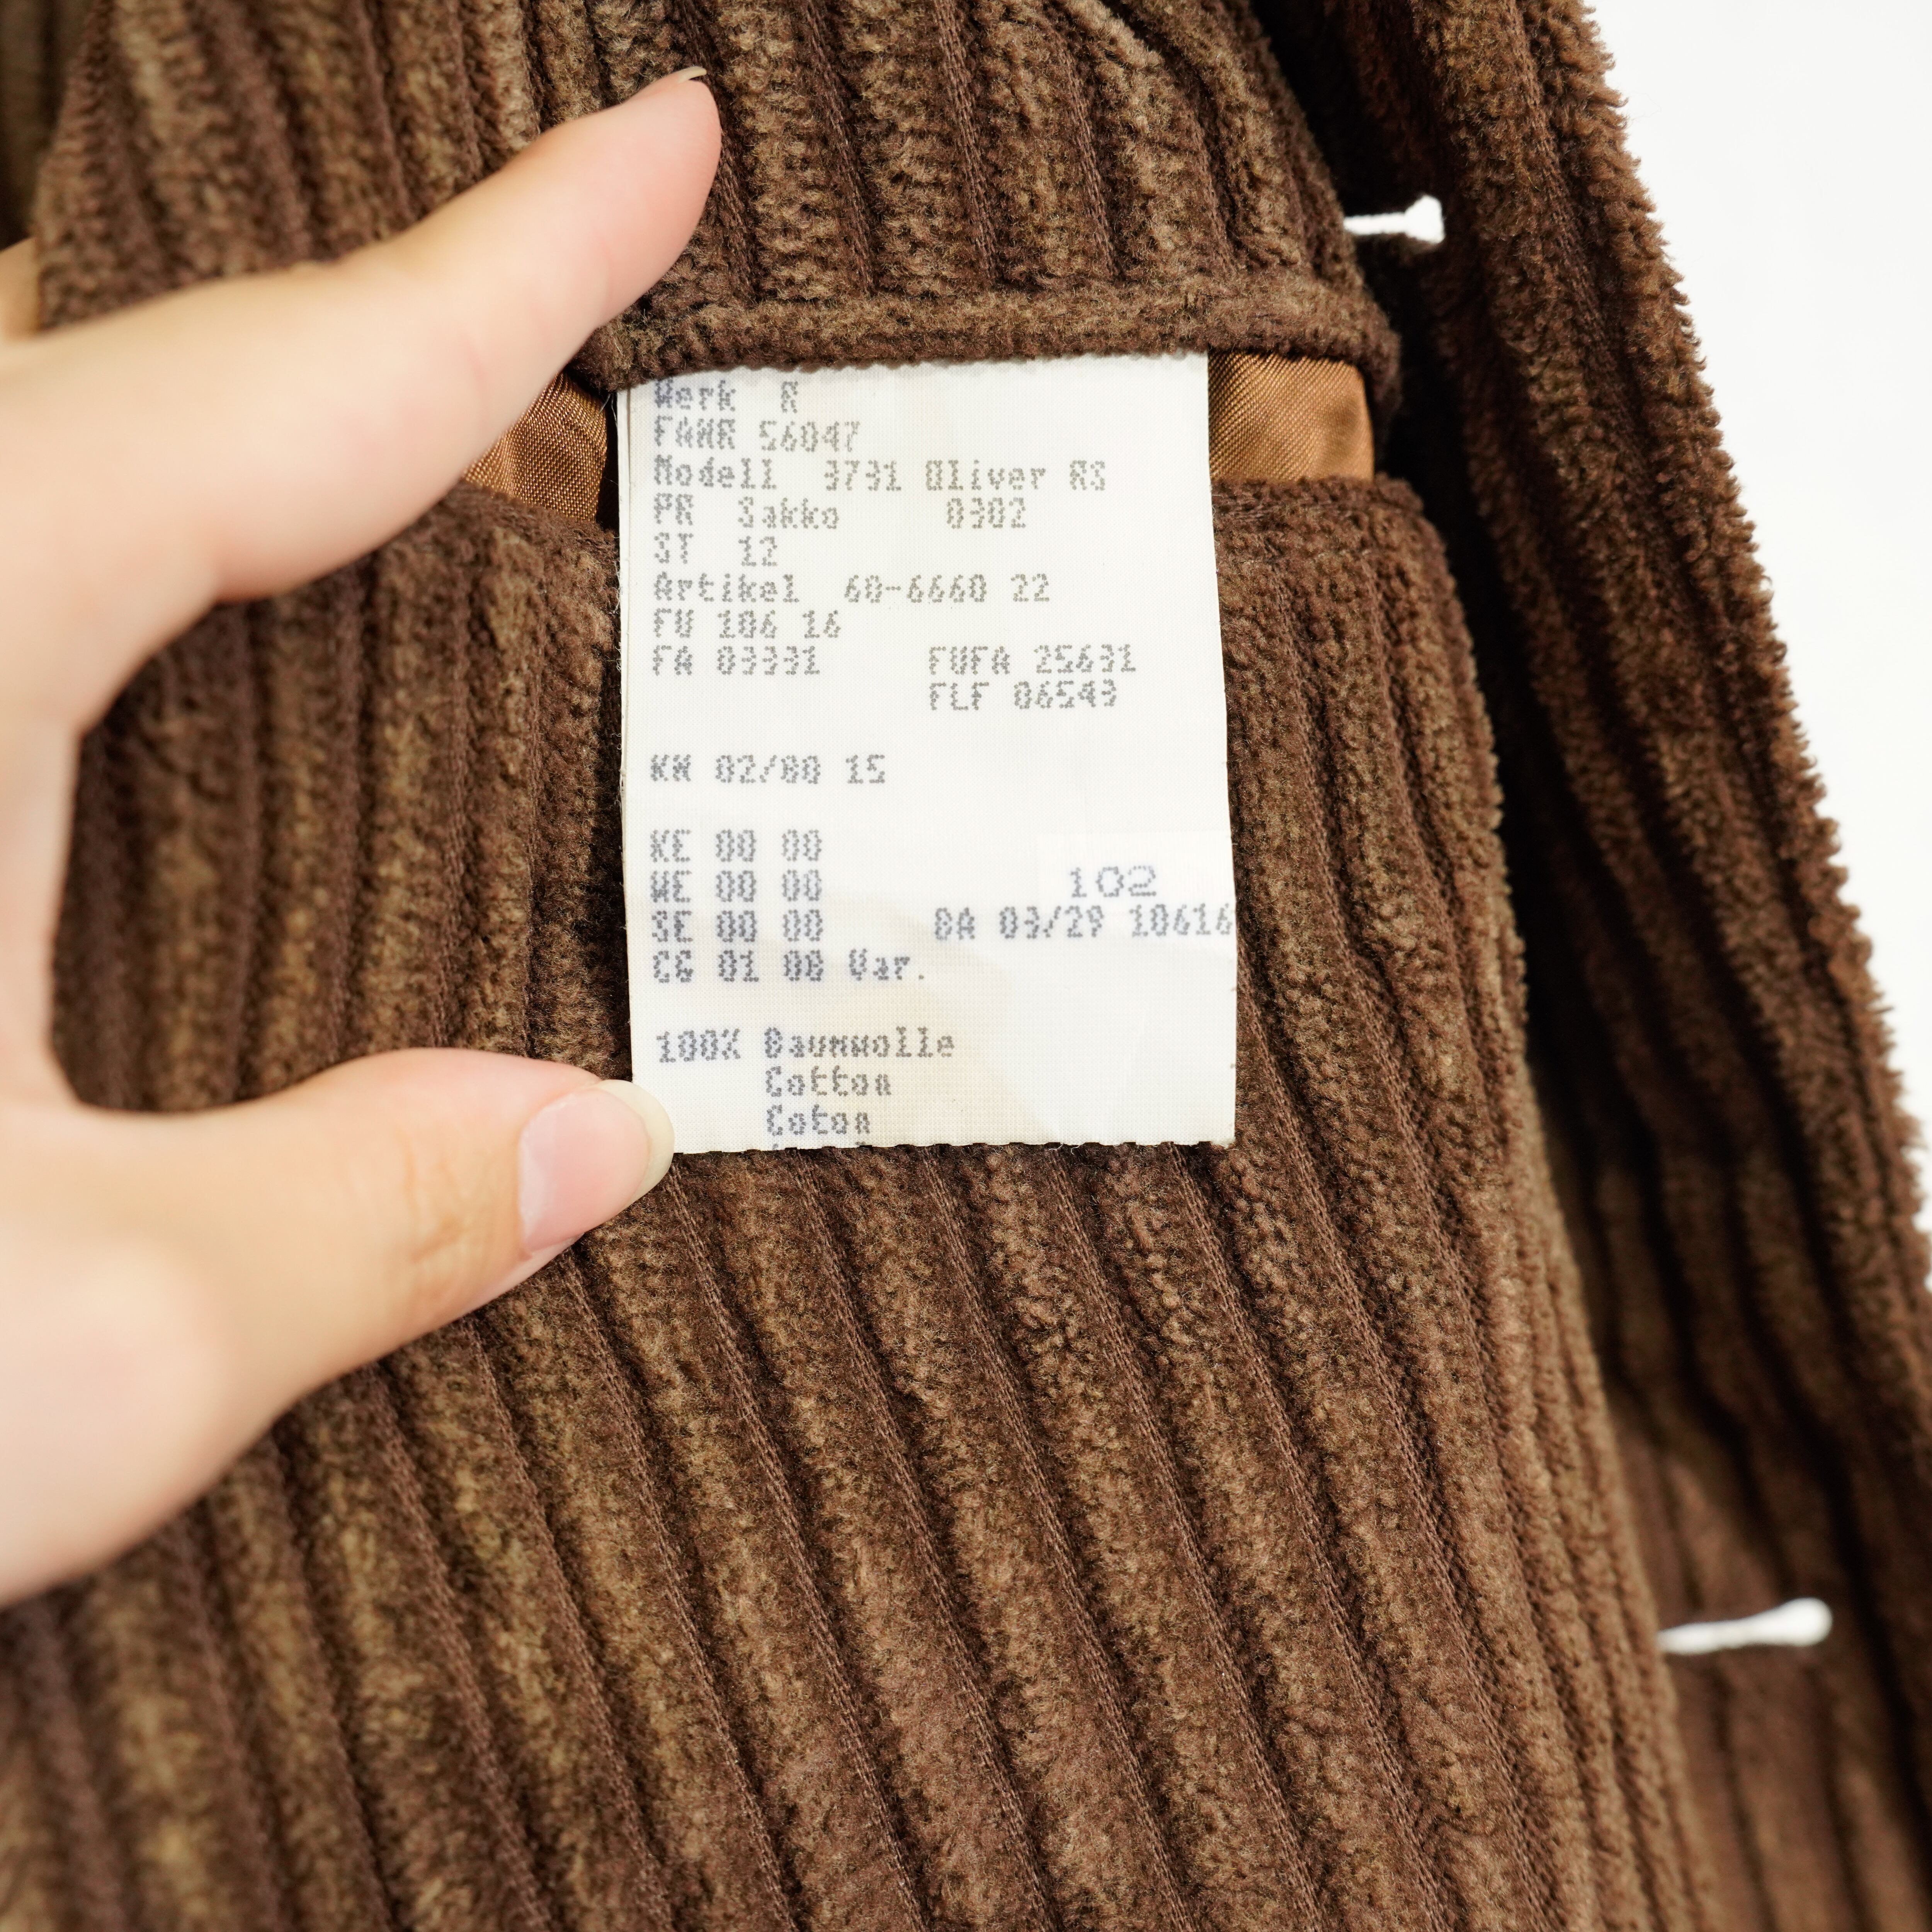 Werk R
FANR 56047
Modell 3731 Oliver RS
PR Sakko 0302
ST 12
Artikel 60-6660 22
FU 106 16
FA 03331 FUFA 25631
FLF 06543
KW 02/00 15
KE 00 00
WE 00 00 102
SE 00 00 BA 03/29 10616
CG 01 00 Var.
100% Baumwolle
Cotton
Coton